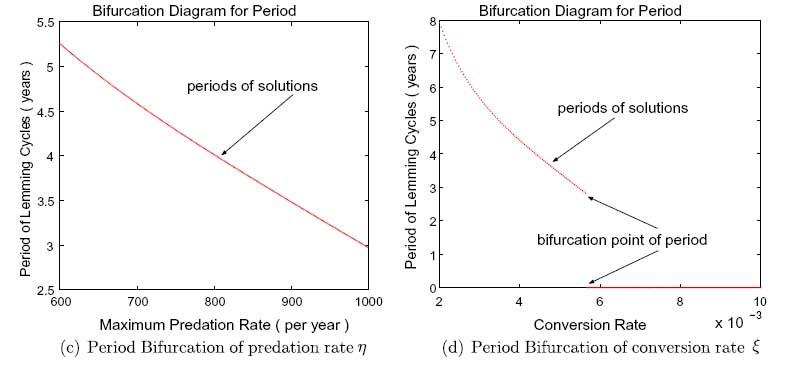 Bifurcation Diagram for Period
5.5
5
4.5
4
3.5
3
2.5
600
700
800
900
1000
Period of Lemming Cycles ( years )
periods of solutions
Maximum Predation Rate ( per year )
(c) Period Bifurcation of predation rate η
Bifurcation Diagram for Period
8
7
6
5
4
3
2
1
0
2
4
6
8
10
x 10 −3
Period of Lemming Cycles ( years )
periods of solutions
bifurcation point of period
Conversion Rate
(d) Period Bifurcation of conversion rate ξ